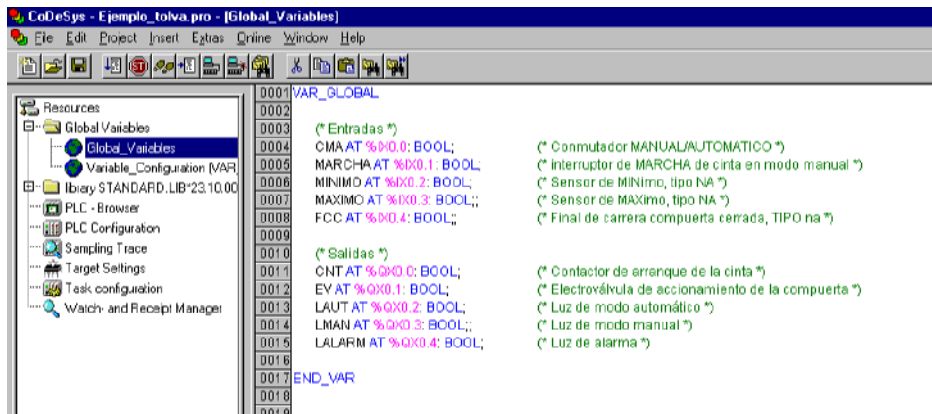 CoDeSys - Ejemplo_tolva.pro - [Global_Variables]
File Edit Project Insert Extras Online Window Help
Resources
Global Variables
Global_Variables
Variable_Configuration (VAR_
library STANDARD.LIB*23.10.00
PLC - Browser
PLC Configuration
Sampling Trace
Target Settings
Task configuration
Watch- and Receipt Manager
0001 VAR_GLOBAL
0002
0003 (* Entradas *)
0004 CMA AT %IX0.0: BOOL; (* Conmutador MANUAL/AUTOMATICO *)
0005 MARCHA AT %IX0.1: BOOL; (* interruptor de MARCHA de cinta en modo manual *)
0006 MINIMO AT %IX0.2: BOOL; (* Sensor de MINimo, tipo NA *)
0007 MAXIMO AT %IX0.3: BOOL;; (* Sensor de MAXimo, tipo NA *)
0008 FCC AT %IX0.4: BOOL;; (* Final de carrera compuerta cerrada, TIPO na *)
0009
0010 (* Salidas *)
0011 CNT AT %QX0.0: BOOL; (* Contactor de arranque de la cinta *)
0012 EV AT %QX0.1: BOOL; (* Electroválvula de accionamiento de la compuerta *)
0013 LAUT AT %QX0.2: BOOL; (* Luz de modo automático *)
0014 LMAN AT %QX0.3: BOOL;; (* Luz de modo manual *)
0015 LALARM AT %QX0.4: BOOL; (* Luz de alarma *)
0016
0017 END_VAR
0018
0019